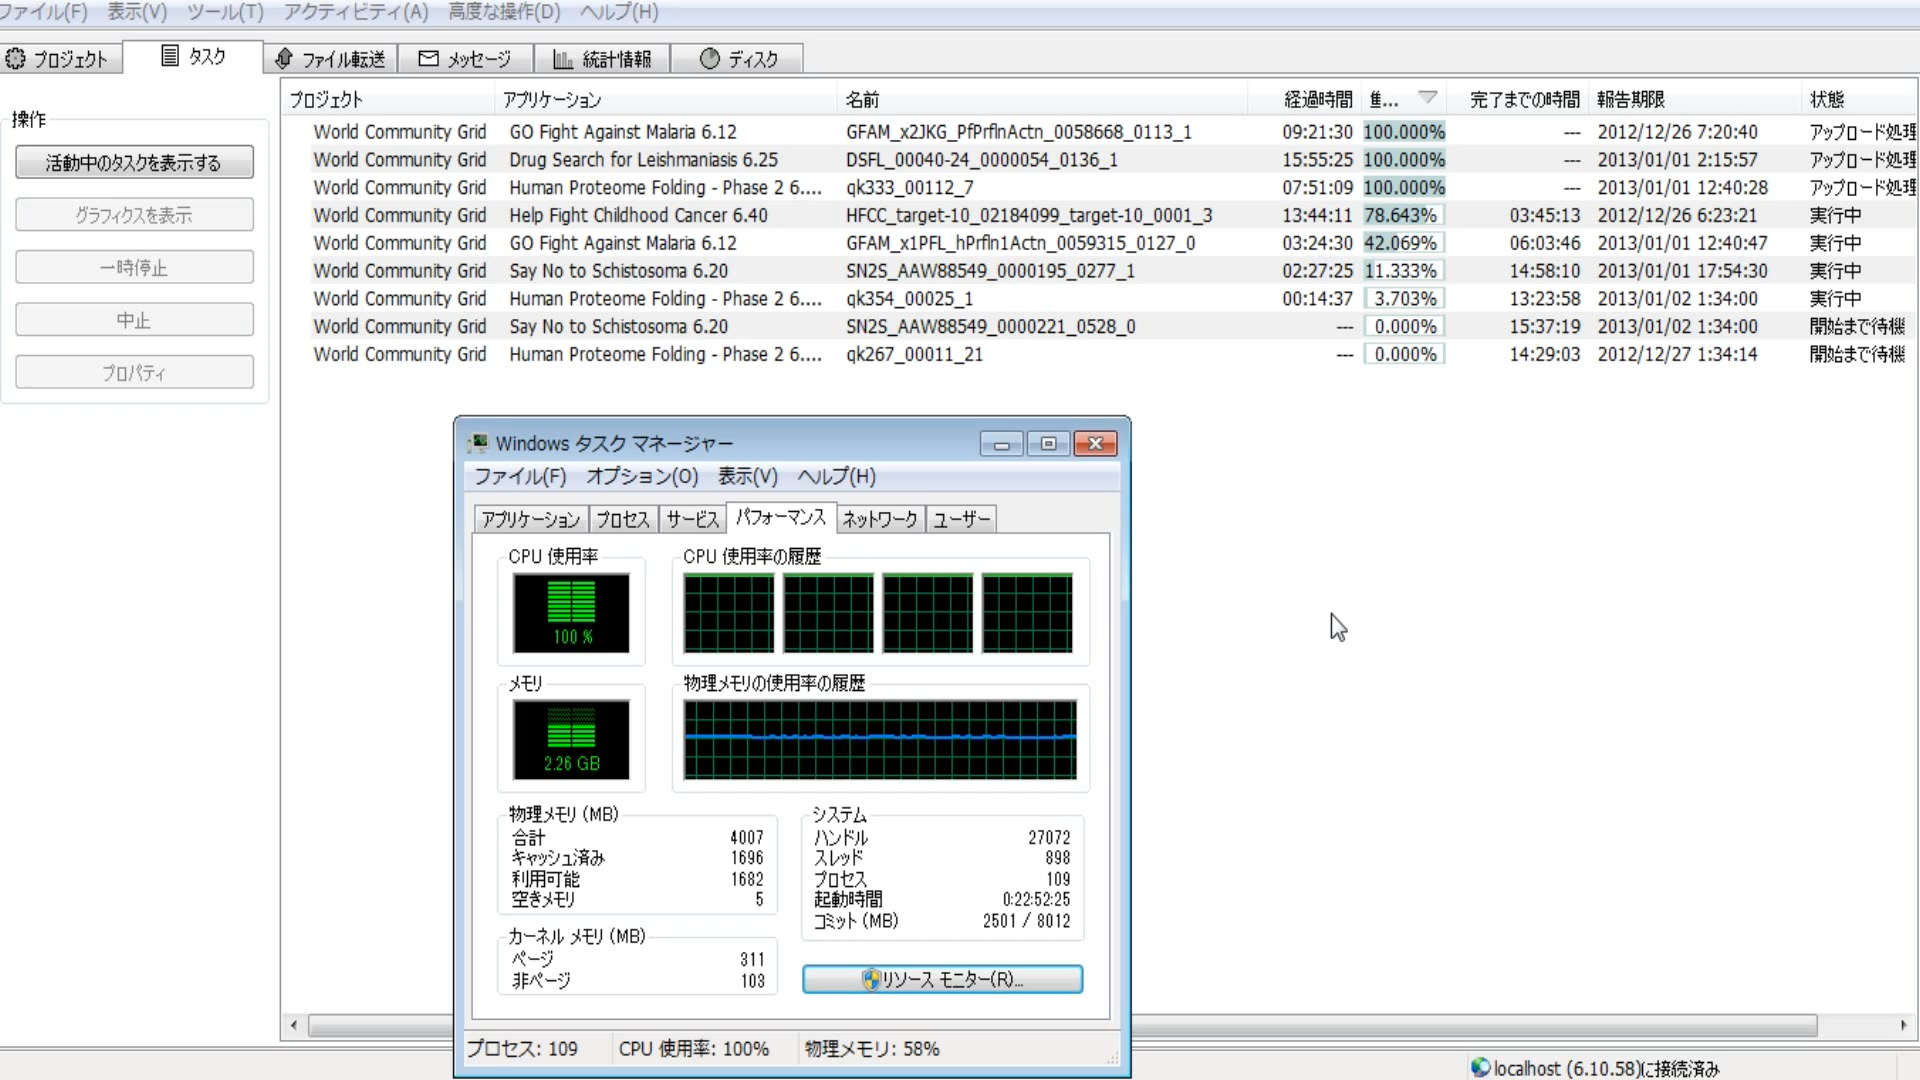 ファイル(F) 表示(V) ツール(T) アクティビティ(A) 高度な操作(D) ヘルプ(H)
プロジェクト タスク ファイル転送 メッセージ 統計情報 ディスク
操作
活動中のタスクを表示する
グラフィクスを表示
一時停止
中止
プロパティ
プロジェクト アプリケーション 名前 経過時間 進... 完了までの時間 報告期限 状態
World Community Grid GO Fight Against Malaria 6.12 GFAM_x2JKG_PfPrflnActn_0058668_0113_1 09:21:30 100.000% --- 2012/12/26 7:20:40 アップロード処理
World Community Grid Drug Search for Leishmaniasis 6.25 DSFL_00040-24_0000054_0136_1 15:55:25 100.000% --- 2013/01/01 2:15:57 アップロード処理
World Community Grid Human Proteome Folding - Phase 2 6.... qk333_00112_7 07:51:09 100.000% --- 2013/01/01 12:40:28 アップロード処理
World Community Grid Help Fight Childhood Cancer 6.40 HFCC_target-10_02184099_target-10_0001_3 13:44:11 78.643% 03:45:13 2012/12/26 6:23:21 実行中
World Community Grid GO Fight Against Malaria 6.12 GFAM_x1PFL_hPrfln1Actn_0059315_0127_0 03:24:30 42.069% 06:03:46 2013/01/01 12:40:47 実行中
World Community Grid Say No to Schistosoma 6.20 SN2S_AAW88549_0000195_0277_1 02:27:25 11.333% 14:58:10 2013/01/01 17:54:30 実行中
World Community Grid Human Proteome Folding - Phase 2 6.... qk354_00025_1 00:14:37 3.703% 13:23:58 2013/01/02 1:34:00 実行中
World Community Grid Say No to Schistosoma 6.20 SN2S_AAW88549_0000221_0528_0 --- 0.000% 15:37:19 2013/01/02 1:34:00 開始まで待機
World Community Grid Human Proteome Folding - Phase 2 6.... qk267_00011_21 --- 0.000% 14:29:03 2012/12/27 1:34:14 開始まで待機
Windows タスク マネージャー
ファイル(F) オプション(O) 表示(V) ヘルプ(H)
アプリケーション プロセス サービス パフォーマンス ネットワーク ユーザー
CPU 使用率 CPU 使用率の履歴
100 %
メモリ 物理メモリの使用率の履歴
2.26 GB
物理メモリ (MB)
合計 4007
キャッシュ済み 1696
利用可能 1682
空きメモリ 5
カーネル メモリ (MB)
ページ 311
非ページ 103
システム
ハンドル 27072
スレッド 898
プロセス 109
起動時間 0:22:52:25
コミット (MB) 2501 / 8012
リソース モニター(R)...
プロセス: 109 CPU 使用率: 100% 物理メモリ: 58%
localhost (6.10.58)に接続済み